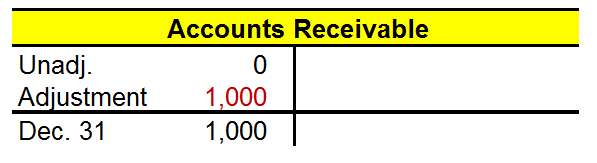 Accounts Receivable
Unadj. 0
Adjustment 1,000
Dec. 31 1,000